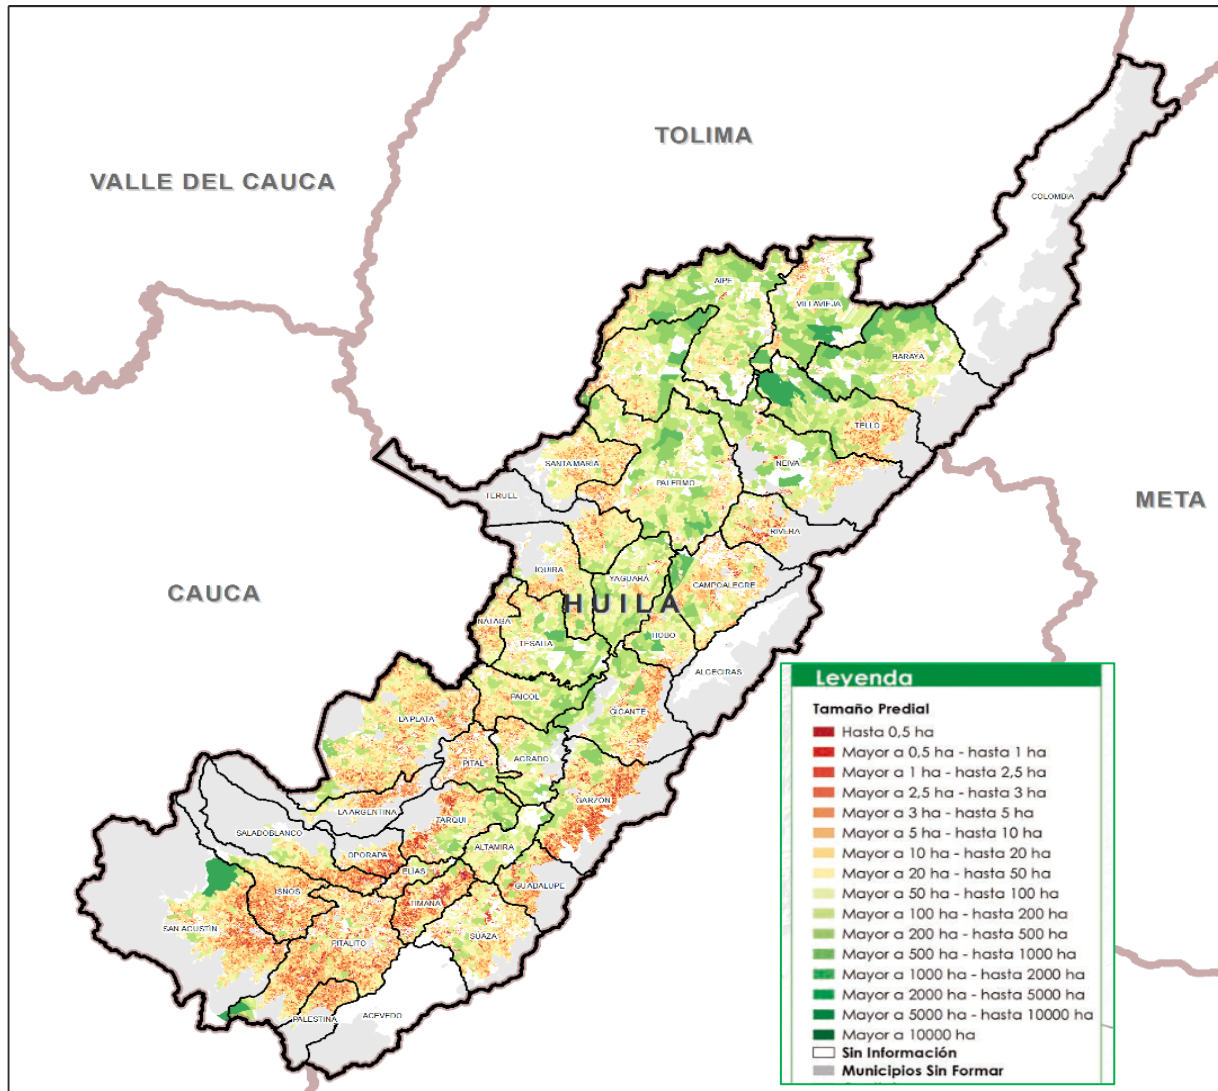 TOLIMA
VALLE DEL CAUCA
COLOMBIA
AIPE
VILLAVIEJA
BARAYA
TELLO
SANTA MARIA
NEIVA
PALERMO
TERUEL
META
RIVERA
IQUIRA
YAGUARÁ
CAMPOALEGRE
CAUCA
HUILA
NÁTAGA
HOBO
TESALIA
ALGECIRAS
PAICOL
GIGANTE
LA PLATA
PITAL
AGRADO
GARZÓN
LA ARGENTINA
TARQUI
SALADOBLANCO
ALTAMIRA
OPORAPA
ELÍAS
GUADALUPE
ISNOS
TIMANÁ
SAN AGUSTÍN
SUAZA
PITALITO
PALESTINA
ACEVEDO
Leyenda
Tamaño Predial
Hasta 0,5 ha
Mayor a 0,5 ha - hasta 1 ha
Mayor a 1 ha - hasta 2,5 ha
Mayor a 2,5 ha - hasta 3 ha
Mayor a 3 ha - hasta 5 ha
Mayor a 5 ha - hasta 10 ha
Mayor a 10 ha - hasta 20 ha
Mayor a 20 ha - hasta 50 ha
Mayor a 50 ha - hasta 100 ha
Mayor a 100 ha - hasta 200 ha
Mayor a 200 ha - hasta 500 ha
Mayor a 500 ha - hasta 1000 ha
Mayor a 1000 ha - hasta 2000 ha
Mayor a 2000 ha - hasta 5000 ha
Mayor a 5000 ha - hasta 10000 ha
Mayor a 10000 ha
Sin Información
Municipios Sin Formar